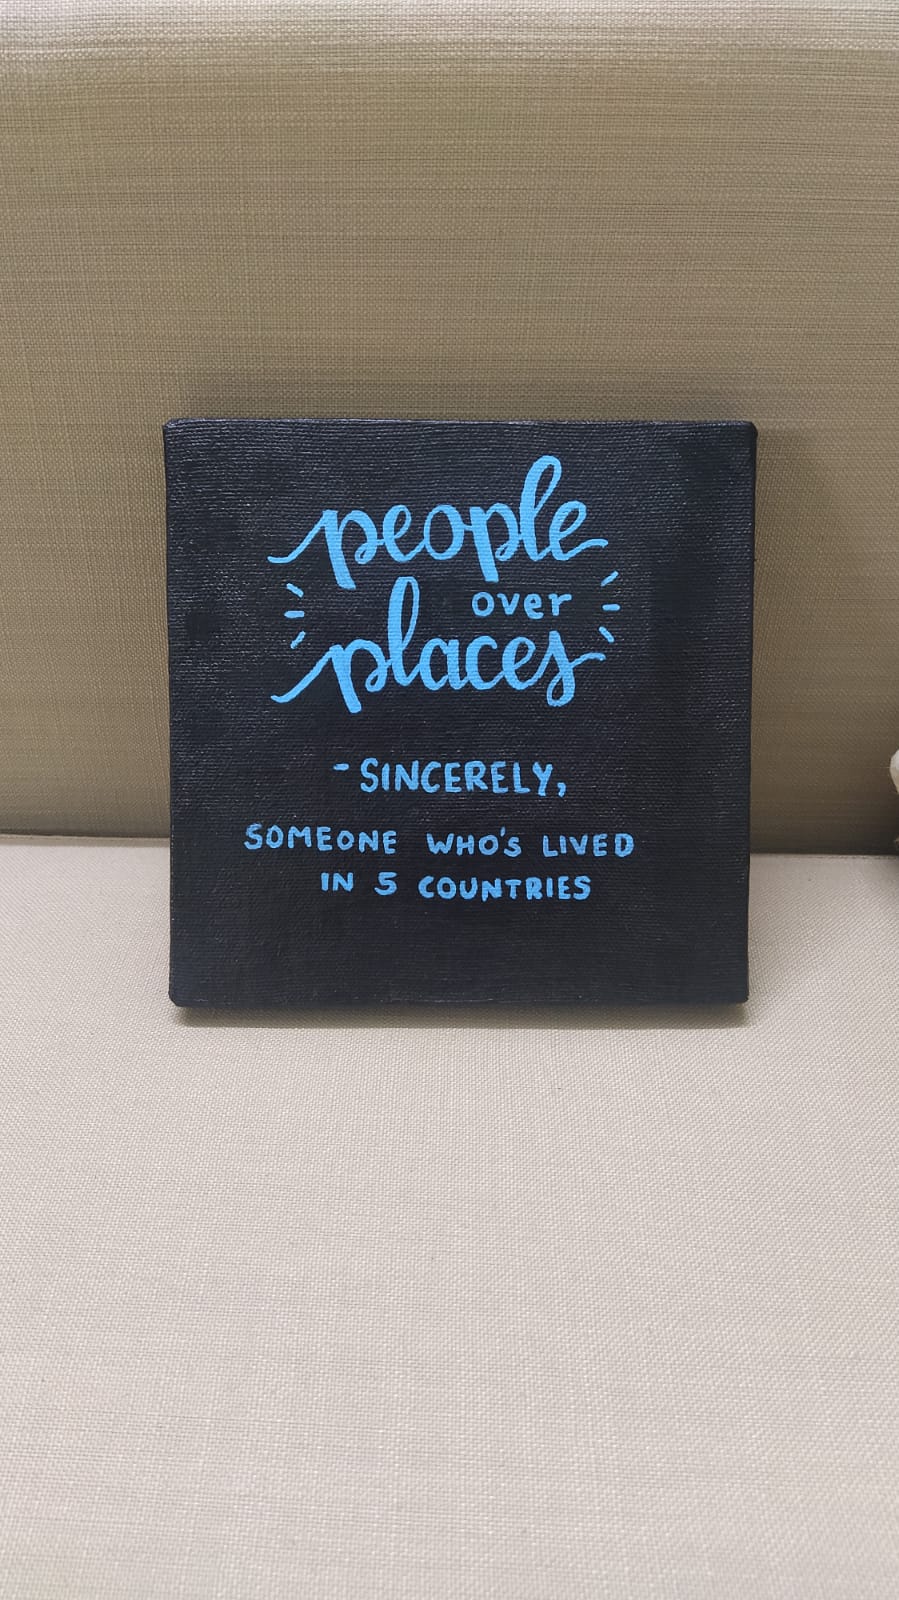 people
over
places
- SINCERELY,
SOMEONE WHO'S LIVED
IN 5 COUNTRIES